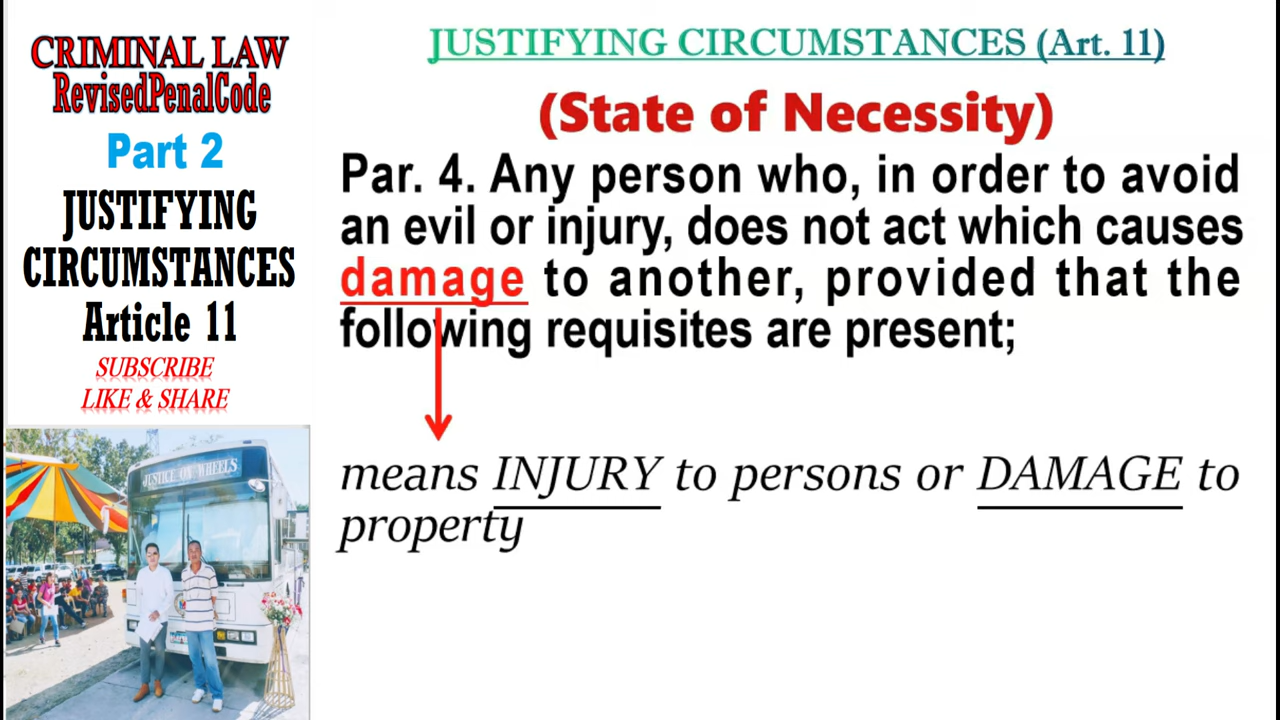 CRIMINAL LAW
RevisedPenalCode
Part 2
JUSTIFYING
CIRCUMSTANCES
Article 11
SUBSCRIBE
LIKE & SHARE
JUSTICE ON WHEELS
JUSTIFYING CIRCUMSTANCES (Art. 11)
(State of Necessity)
Par. 4. Any person who, in order to avoid
an evil or injury, does not act which causes
damage to another, provided that the
following requisites are present;
means INJURY to persons or DAMAGE to
property